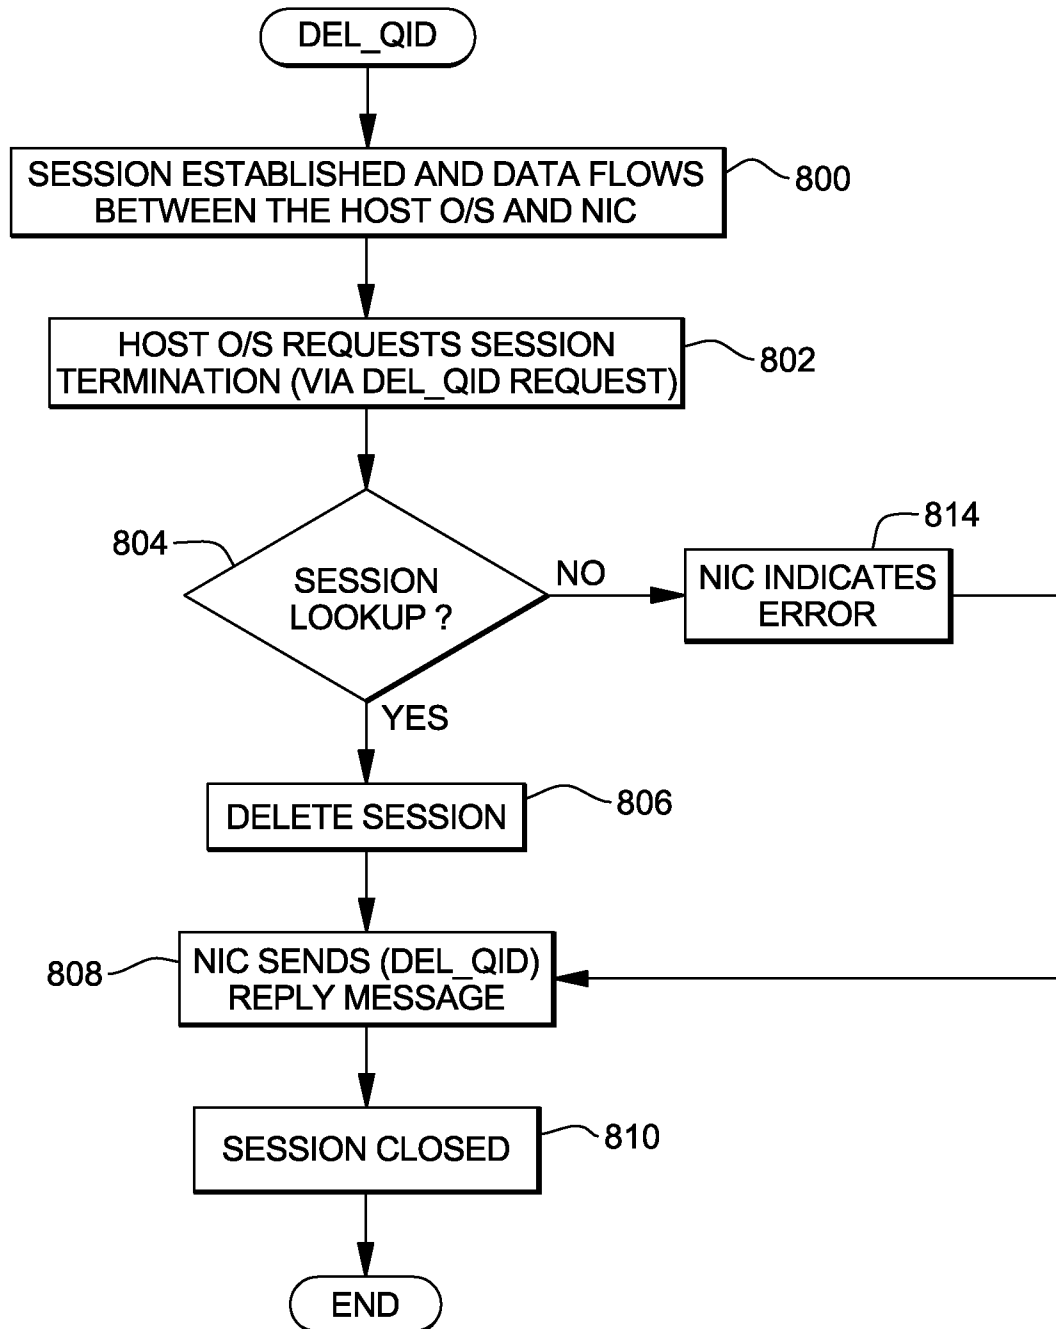 DEL_QID
SESSION ESTABLISHED AND DATA FLOWS
BETWEEN THE HOST O/S AND NIC
800
HOST O/S REQUESTS SESSION
TERMINATION (VIA DEL_QID REQUEST)
802
804
SESSION
LOOKUP ?
NO
814
NIC INDICATES
ERROR
YES
DELETE SESSION
806
808
NIC SENDS (DEL_QID)
REPLY MESSAGE
SESSION CLOSED
810
END